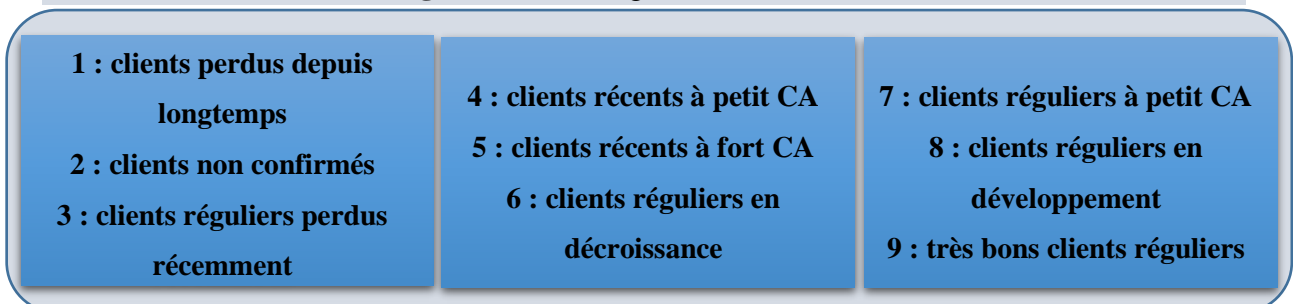 1 : clients perdus depuis
longtemps
2 : clients non confirmés
3 : clients réguliers perdus
récemment
4 : clients récents à petit CA
5 : clients récents à fort CA
6 : clients réguliers en
décroissance
7 : clients réguliers à petit CA
8 : clients réguliers en
développement
9 : très bons clients réguliers